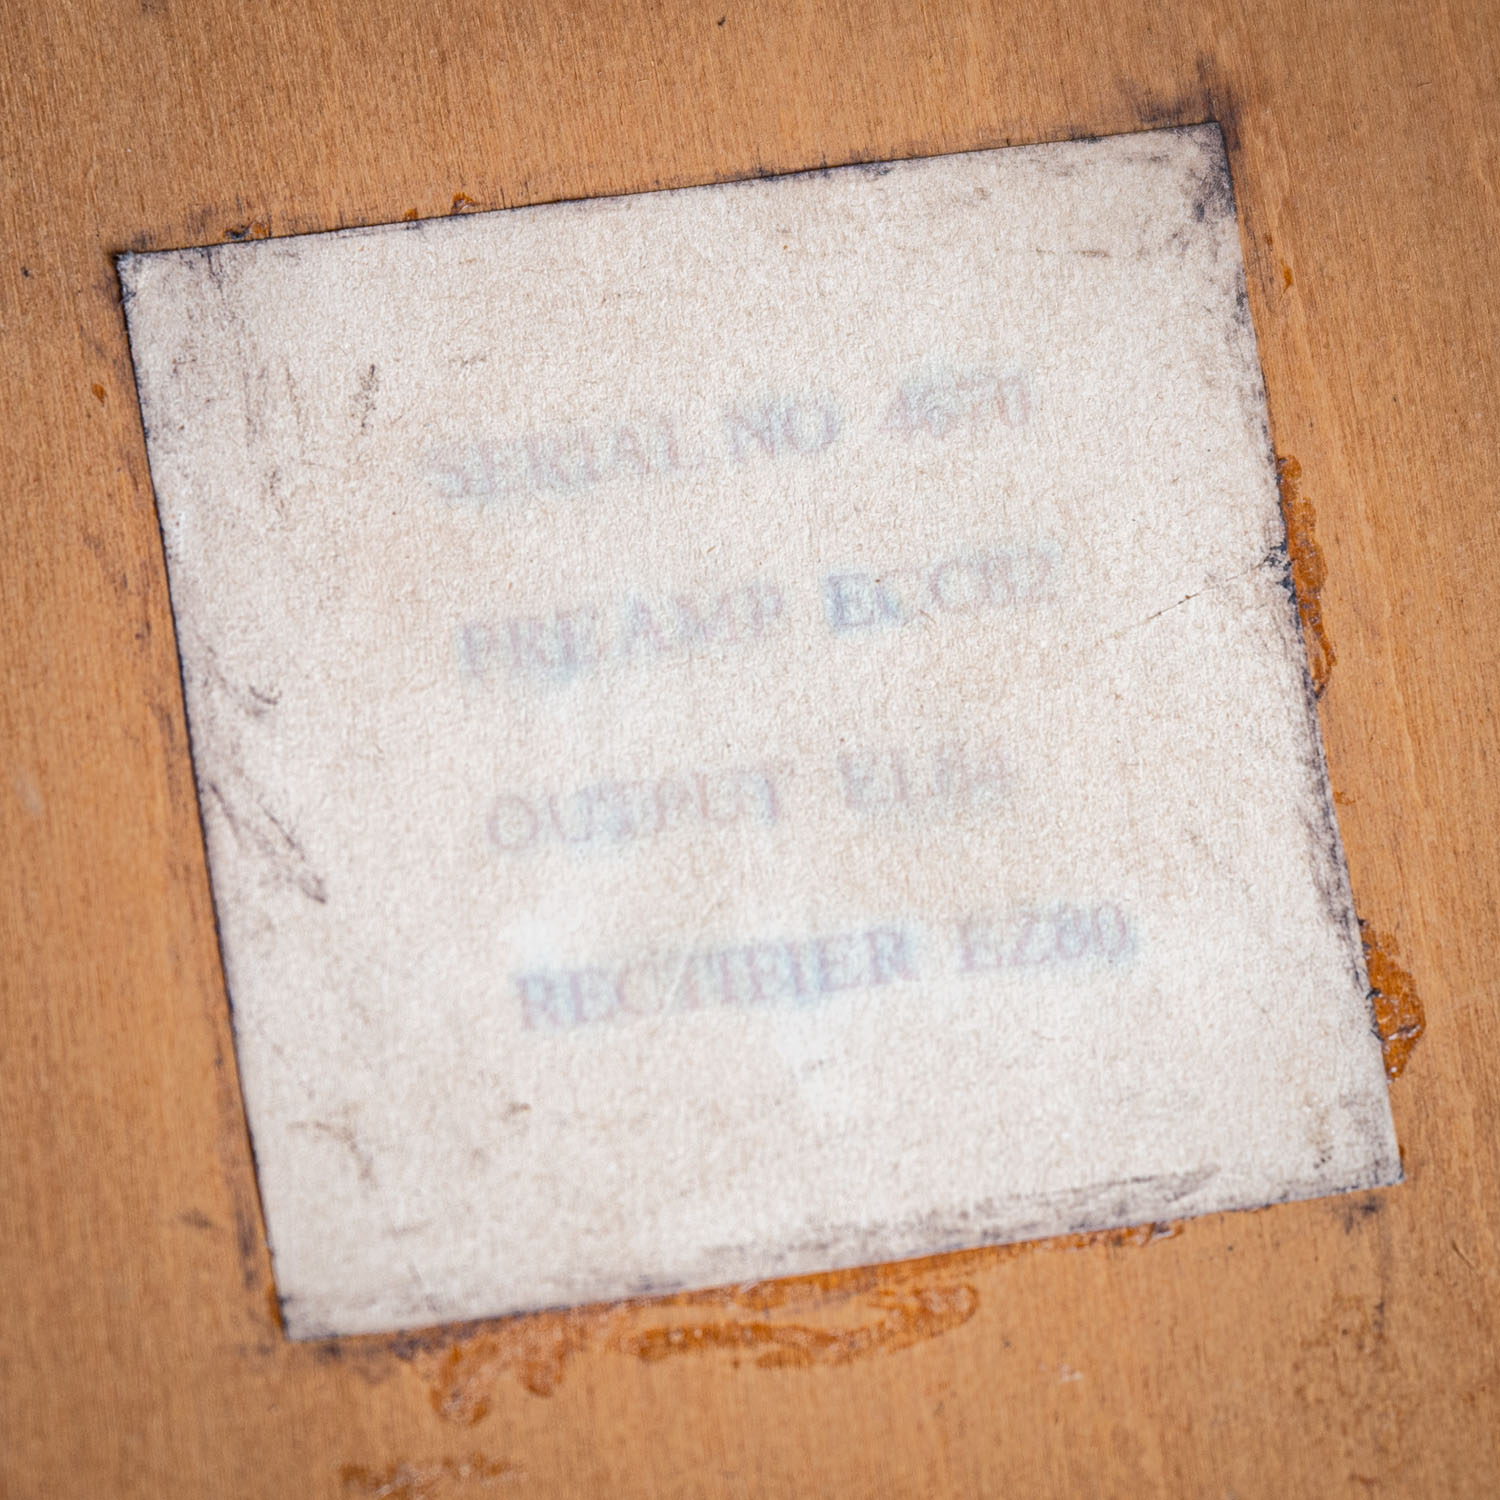 SERIAL NO
PREAMP ECC82
OUTPUT EL84
RECTIFIER EZ80